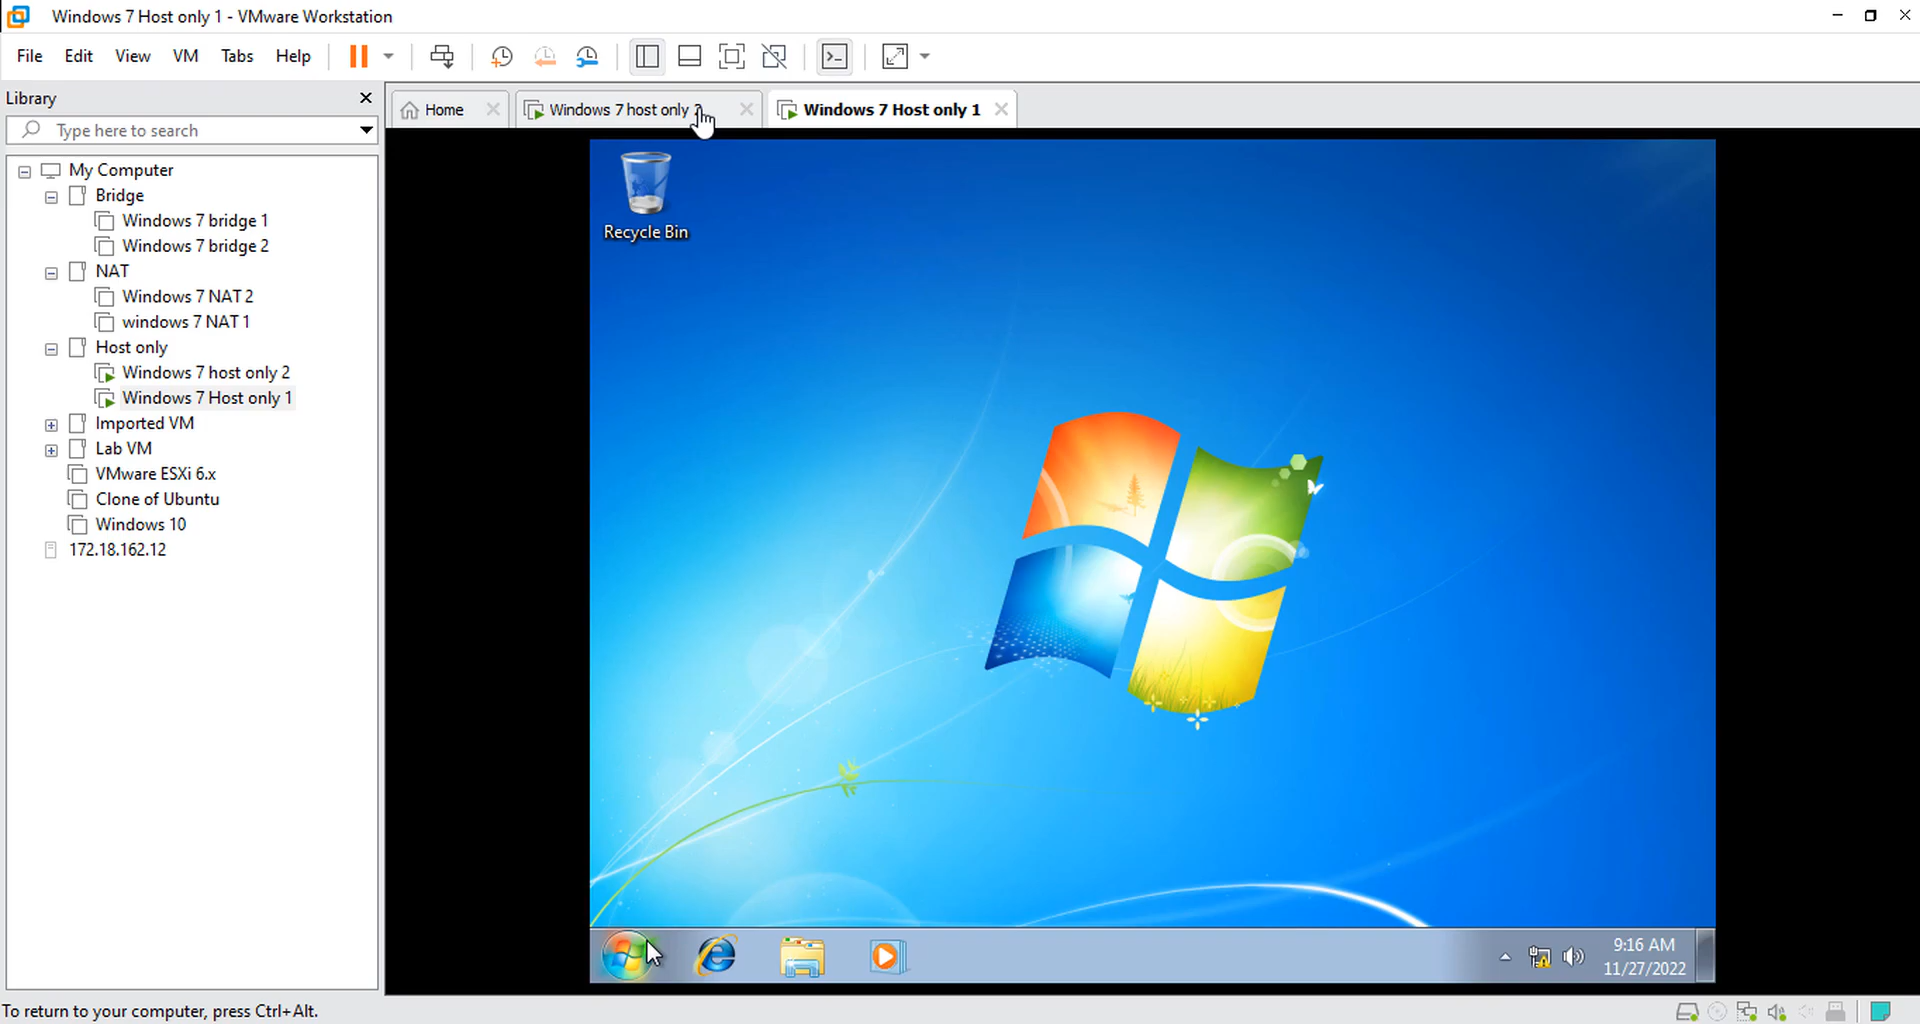 Windows 7 Host only 1 - VMware Workstation
File Edit View VM Tabs Help
Library
Type here to search
My Computer
Bridge
Windows 7 bridge 1
Windows 7 bridge 2
NAT
Windows 7 NAT 2
windows 7 NAT 1
Host only
Windows 7 host only 2
Windows 7 Host only 1
Imported VM
Lab VM
VMware ESXi 6.x
Clone of Ubuntu
Windows 10
172.18.162.12
Home Windows 7 host only Windows 7 Host only 1
Recycle Bin
9:16 AM
11/27/2022
To return to your computer, press Ctrl+Alt.